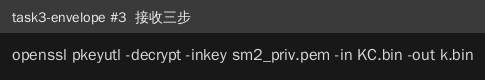 task3-envelope #3 接收三步
openssl pkeyutl -decrypt -inkey sm2_priv.pem -in KC.bin -out k.bin